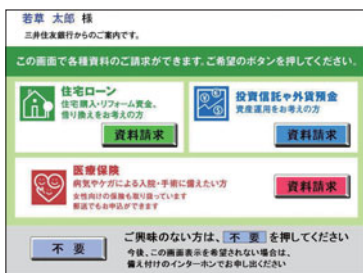 若草 太郎 様
三井住友銀行からのご案内です。
この画面で各種資料のご請求ができます。ご希望のボタンを押してください。
住宅ローン
住宅購入・リフォーム資金、
借り換えをお考えの方
資料請求
投資信託や外貨預金
資産運用をお考えの方
資料請求
医療保険
病気やケガによる入院・手術に備えたい方
女性向けの保険も取り扱っています
郵送でもお申込ができます
資料請求
不要
ご興味のない方は、 不要 を押してください
今後、この画面表示を希望されない場合は、
備え付けのインターホンでお申し出ください